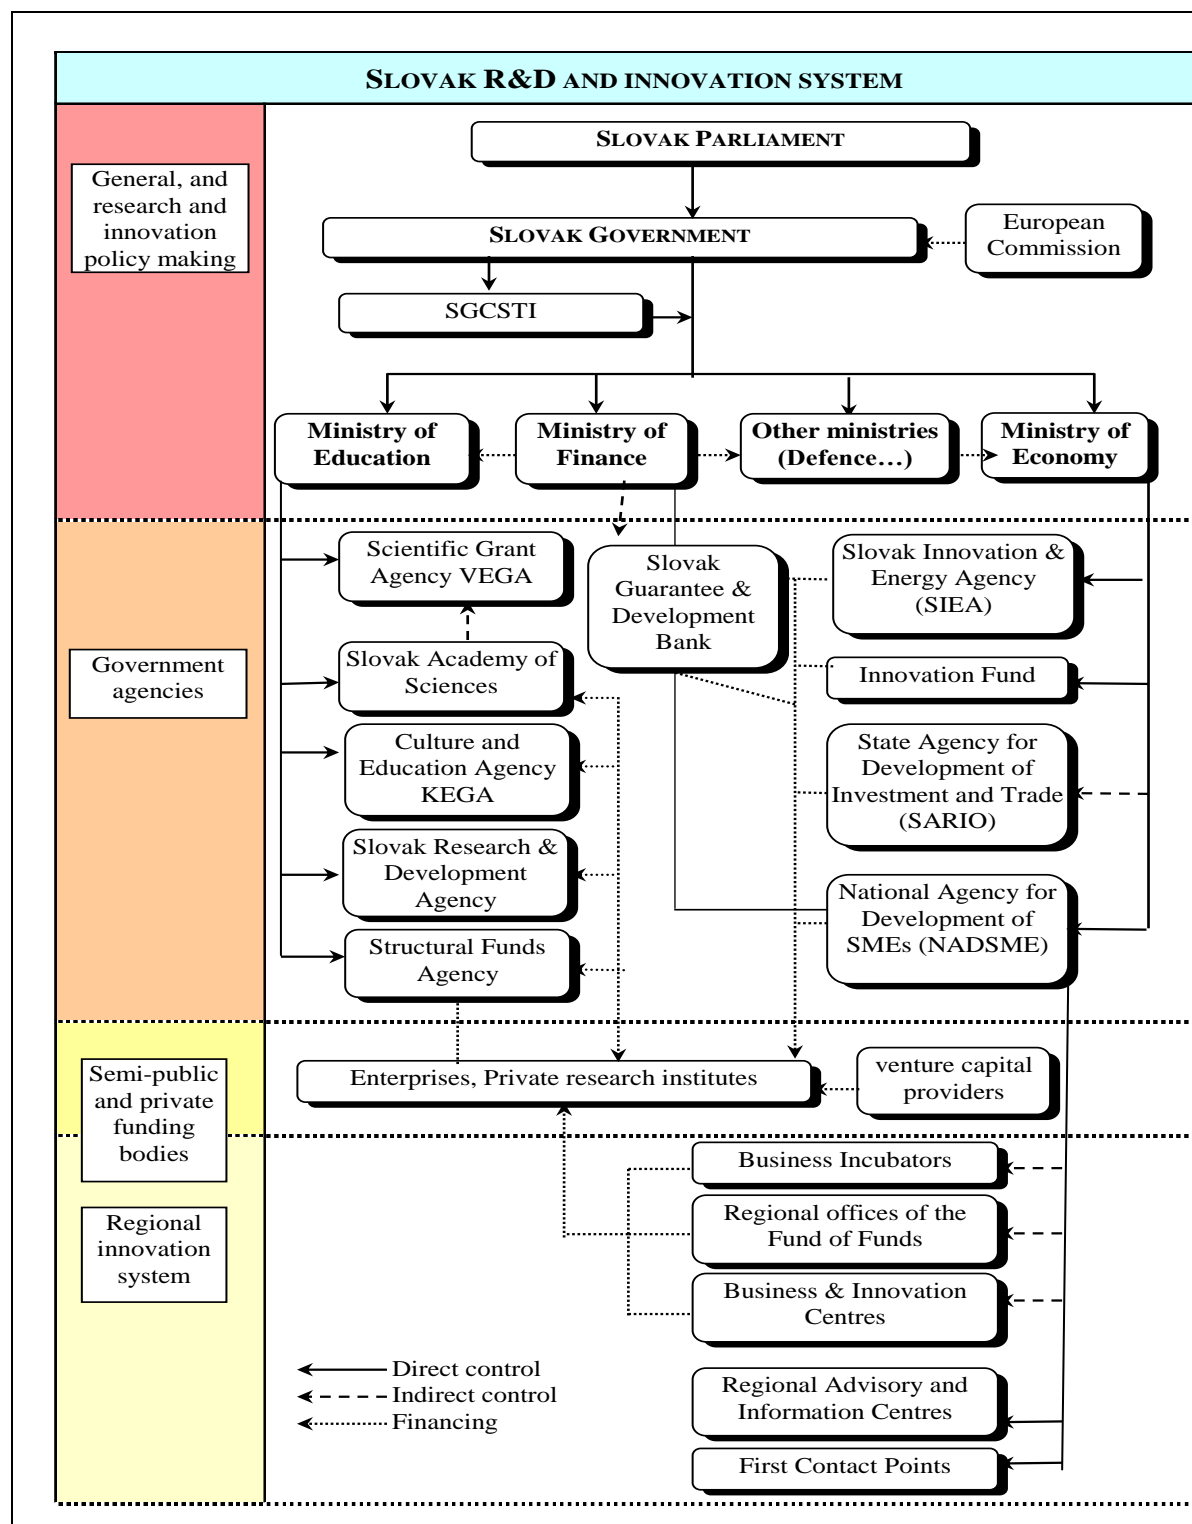 SLOVAK R&D AND INNOVATION SYSTEM
General, and
research and
innovation
policy making
SLOVAK PARLIAMENT
SLOVAK GOVERNMENT
European
Commission
SGCSTI
Ministry of
Education
Ministry of
Finance
Other ministries
(Defence…)
Ministry of
Economy
Government
agencies
Scientific Grant
Agency VEGA
Slovak Academy of
Sciences
Culture and
Education Agency
KEGA
Slovak Research &
Development
Agency
Structural Funds
Agency
Slovak
Guarantee &
Development
Bank
Slovak Innovation &
Energy Agency
(SIEA)
Innovation Fund
State Agency for
Development of
Investment and Trade
(SARIO)
National Agency for
Development of
SMEs (NADSME)
Semi-public
and private
funding
bodies
Enterprises, Private research institutes
venture capital
providers
Regional
innovation
system
Business Incubators
Regional offices of the
Fund of Funds
Business & Innovation
Centres
Regional Advisory and
Information Centres
First Contact Points
Direct control
Indirect control
Financing